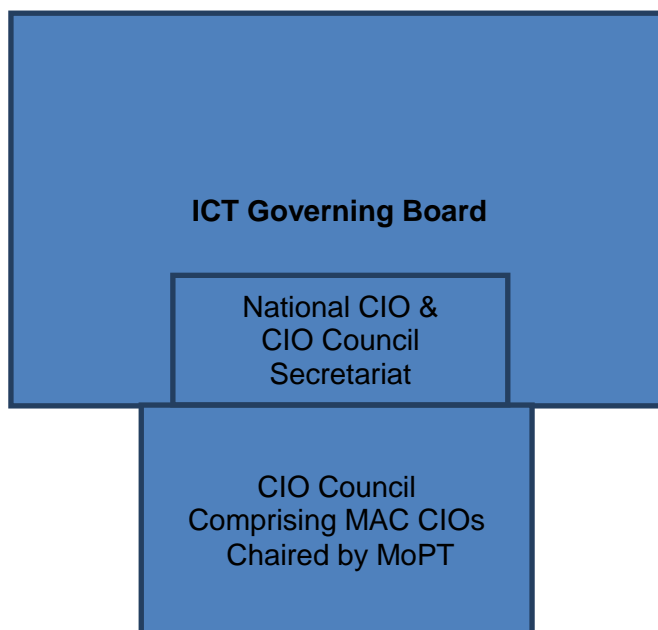 ICT Governing Board
National CIO &
CIO Council
Secretariat
CIO Council
Comprising MAC CIOs
Chaired by MoPT